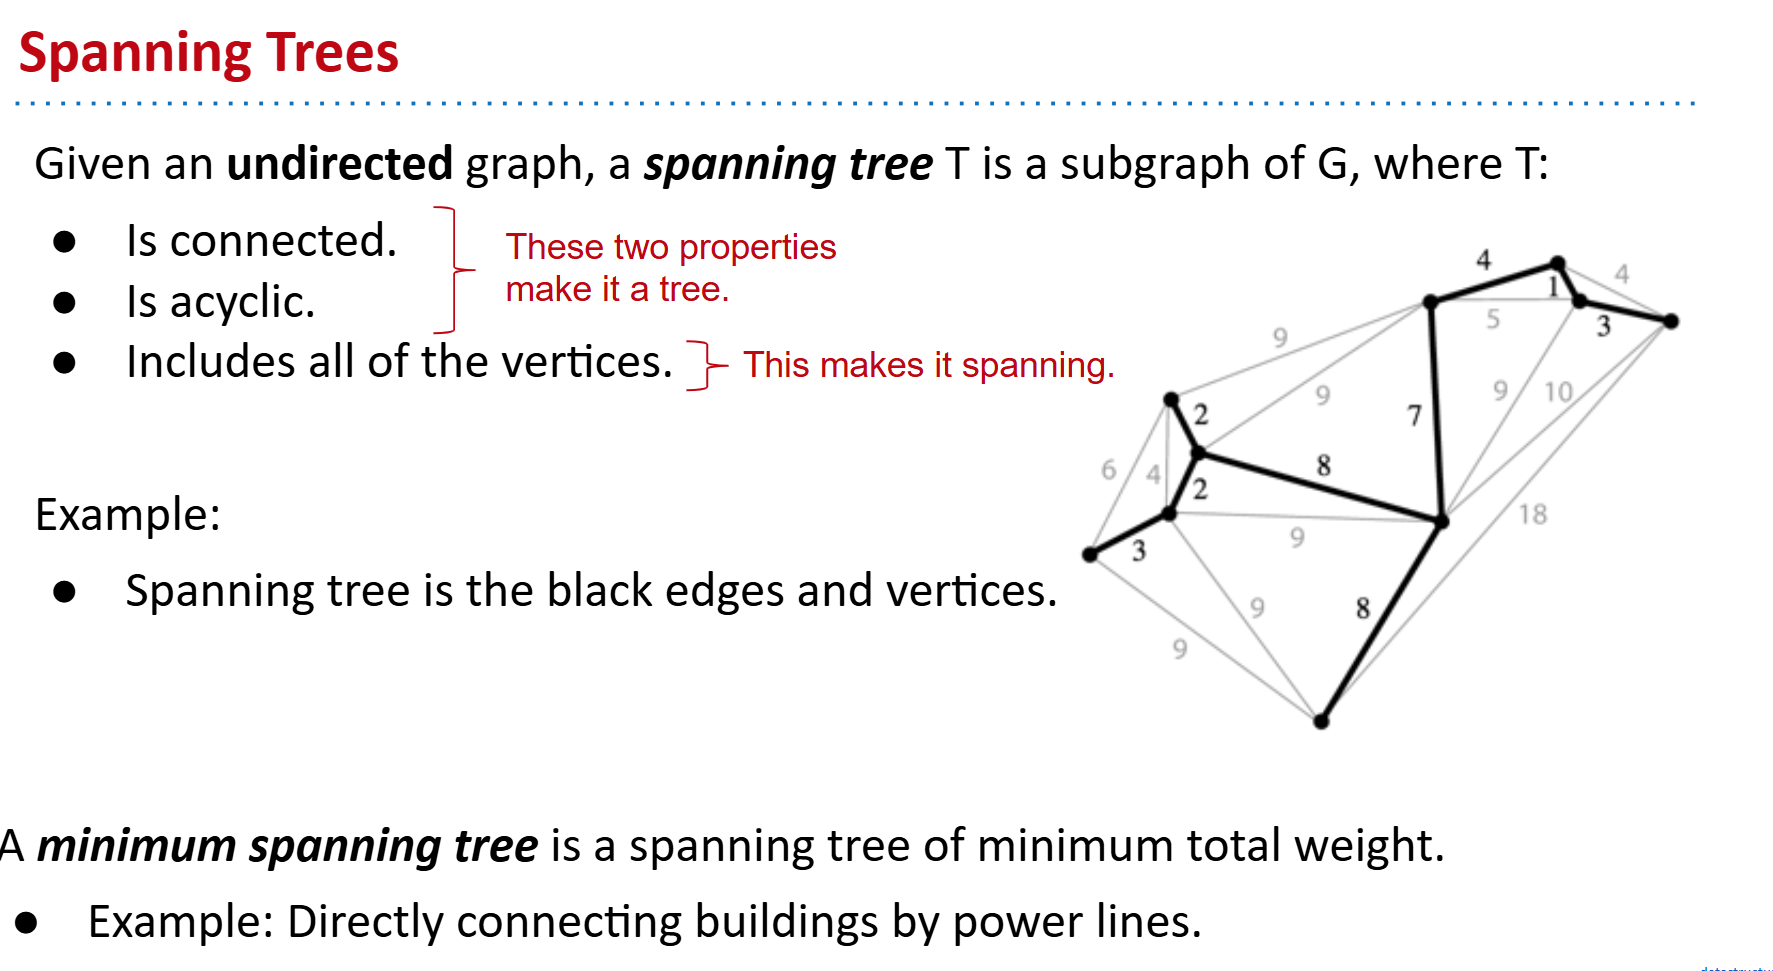 Spanning Trees
Given an undirected graph, a spanning tree T is a subgraph of G, where T:
● Is connected.
● Is acyclic.
These two properties
make it a tree.
● Includes all of the vertices.
This makes it spanning.
Example:
● Spanning tree is the black edges and vertices.
4
1
4
5
3
9
9
7
9
10
2
6
4
2
8
18
3
9
9
8
9
A minimum spanning tree is a spanning tree of minimum total weight.
● Example: Directly connecting buildings by power lines.